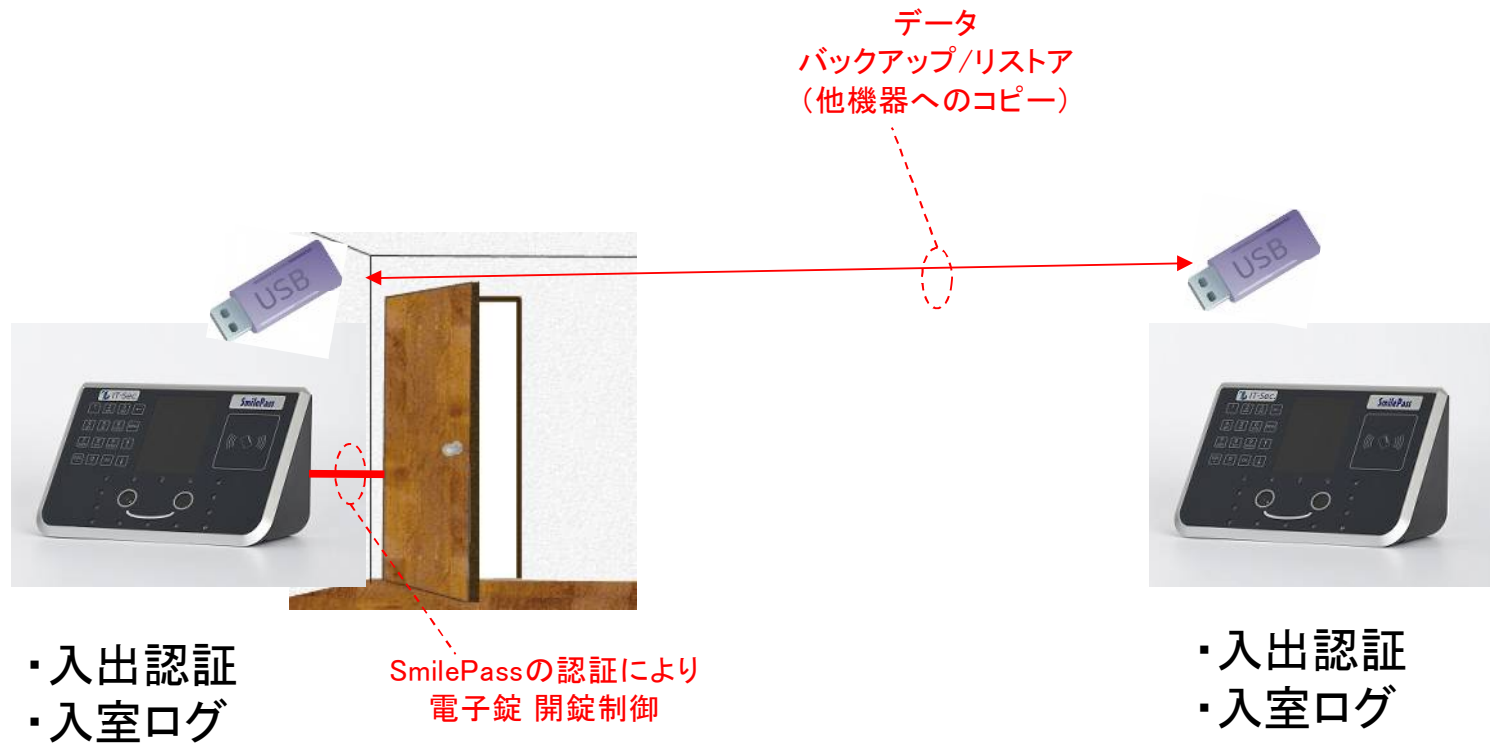 データ
バックアップ/リストア
（他機器へのコピー）
USB
USB
IT-Sec
SmilePass
IT-Sec
SmilePass
・入出認証
・入室ログ
SmilePassの認証により
電子錠 開錠制御
・入出認証
・入室ログ